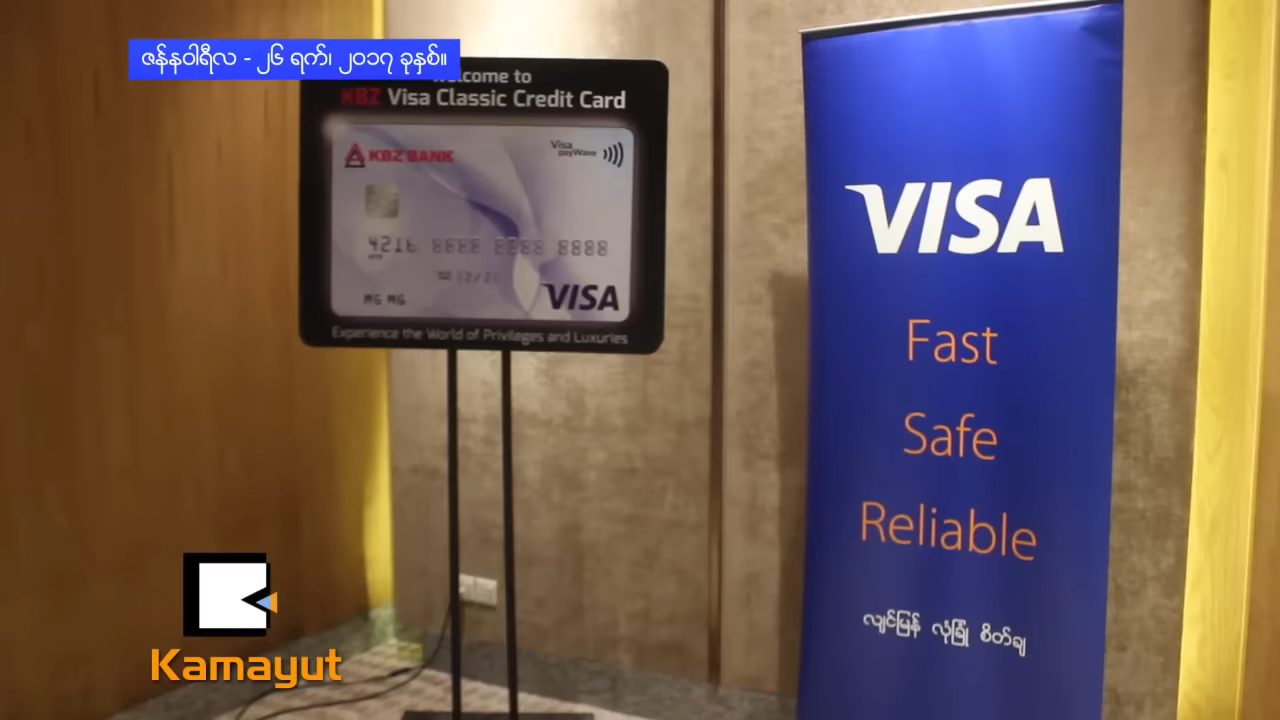 ဇန်နဝါရီလ - ၂၆ ရက်၊ ၂၀၁၇ ခုနှစ်။
Welcome to
KBZ Visa Classic Credit Card
KBZ BANK
Visa
payWave
4216 8888 8888 8888
MG MG
VISA
Experience the World of Privileges and Luxuries
VISA
Fast
Safe
Reliable
လျင်မြန် လုံခြုံ စိတ်ချ
Kamayut